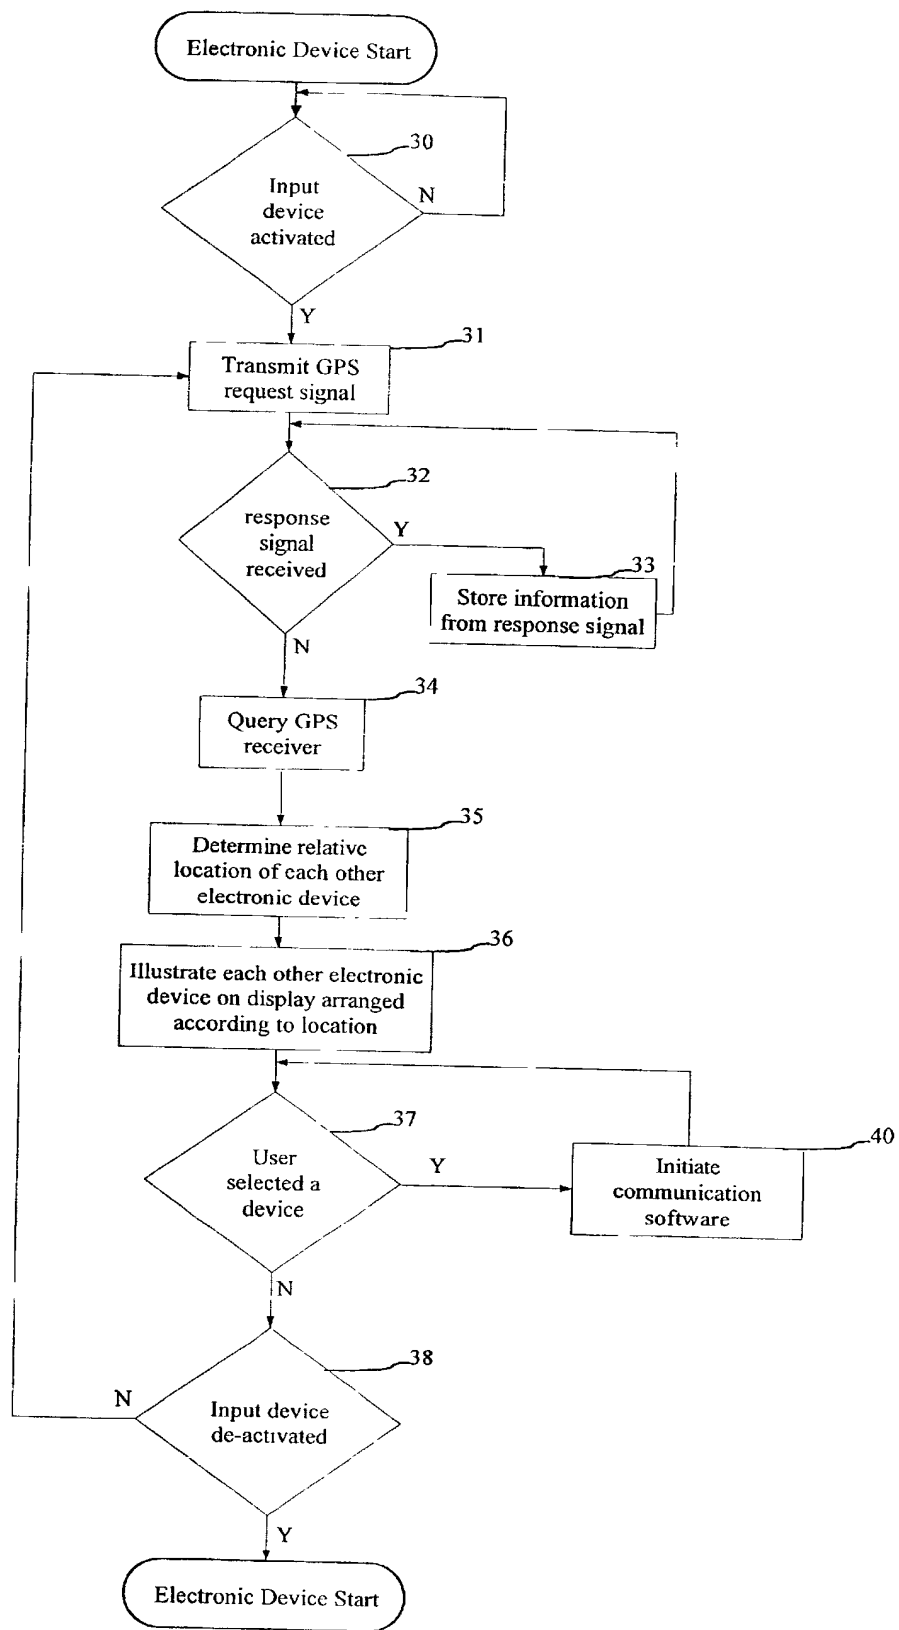 Electronic Device Start
30
Input
device
activated
N
Y
31
Transmit GPS
request signal
32
response
signal
received
Y
33
Store information
from response signal
N
34
Query GPS
receiver
35
Determine relative
location of each other
electronic device
36
Illustrate each other electronic
device on display arranged
according to location
37
User
selected a
device
Y
40
Initiate
communication
software
N
38
N
Input device
de-activated
Y
Electronic Device Start